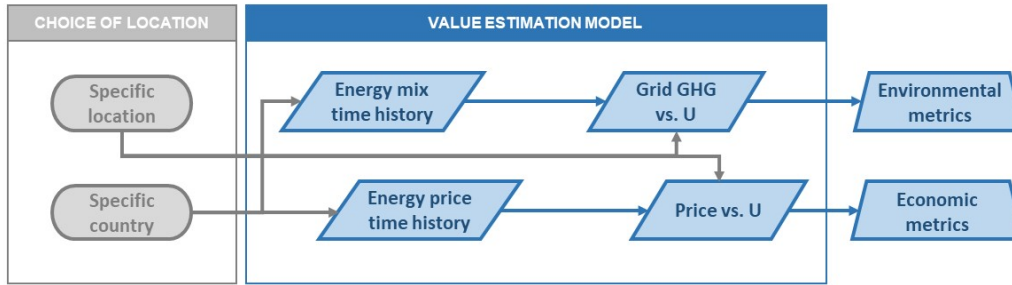 CHOICE OF LOCATION
VALUE ESTIMATION MODEL
Specific
location
Energy mix
time history
Grid GHG
vs. U
Environmental
metrics
Specific
country
Energy price
time history
Price vs. U
Economic
metrics